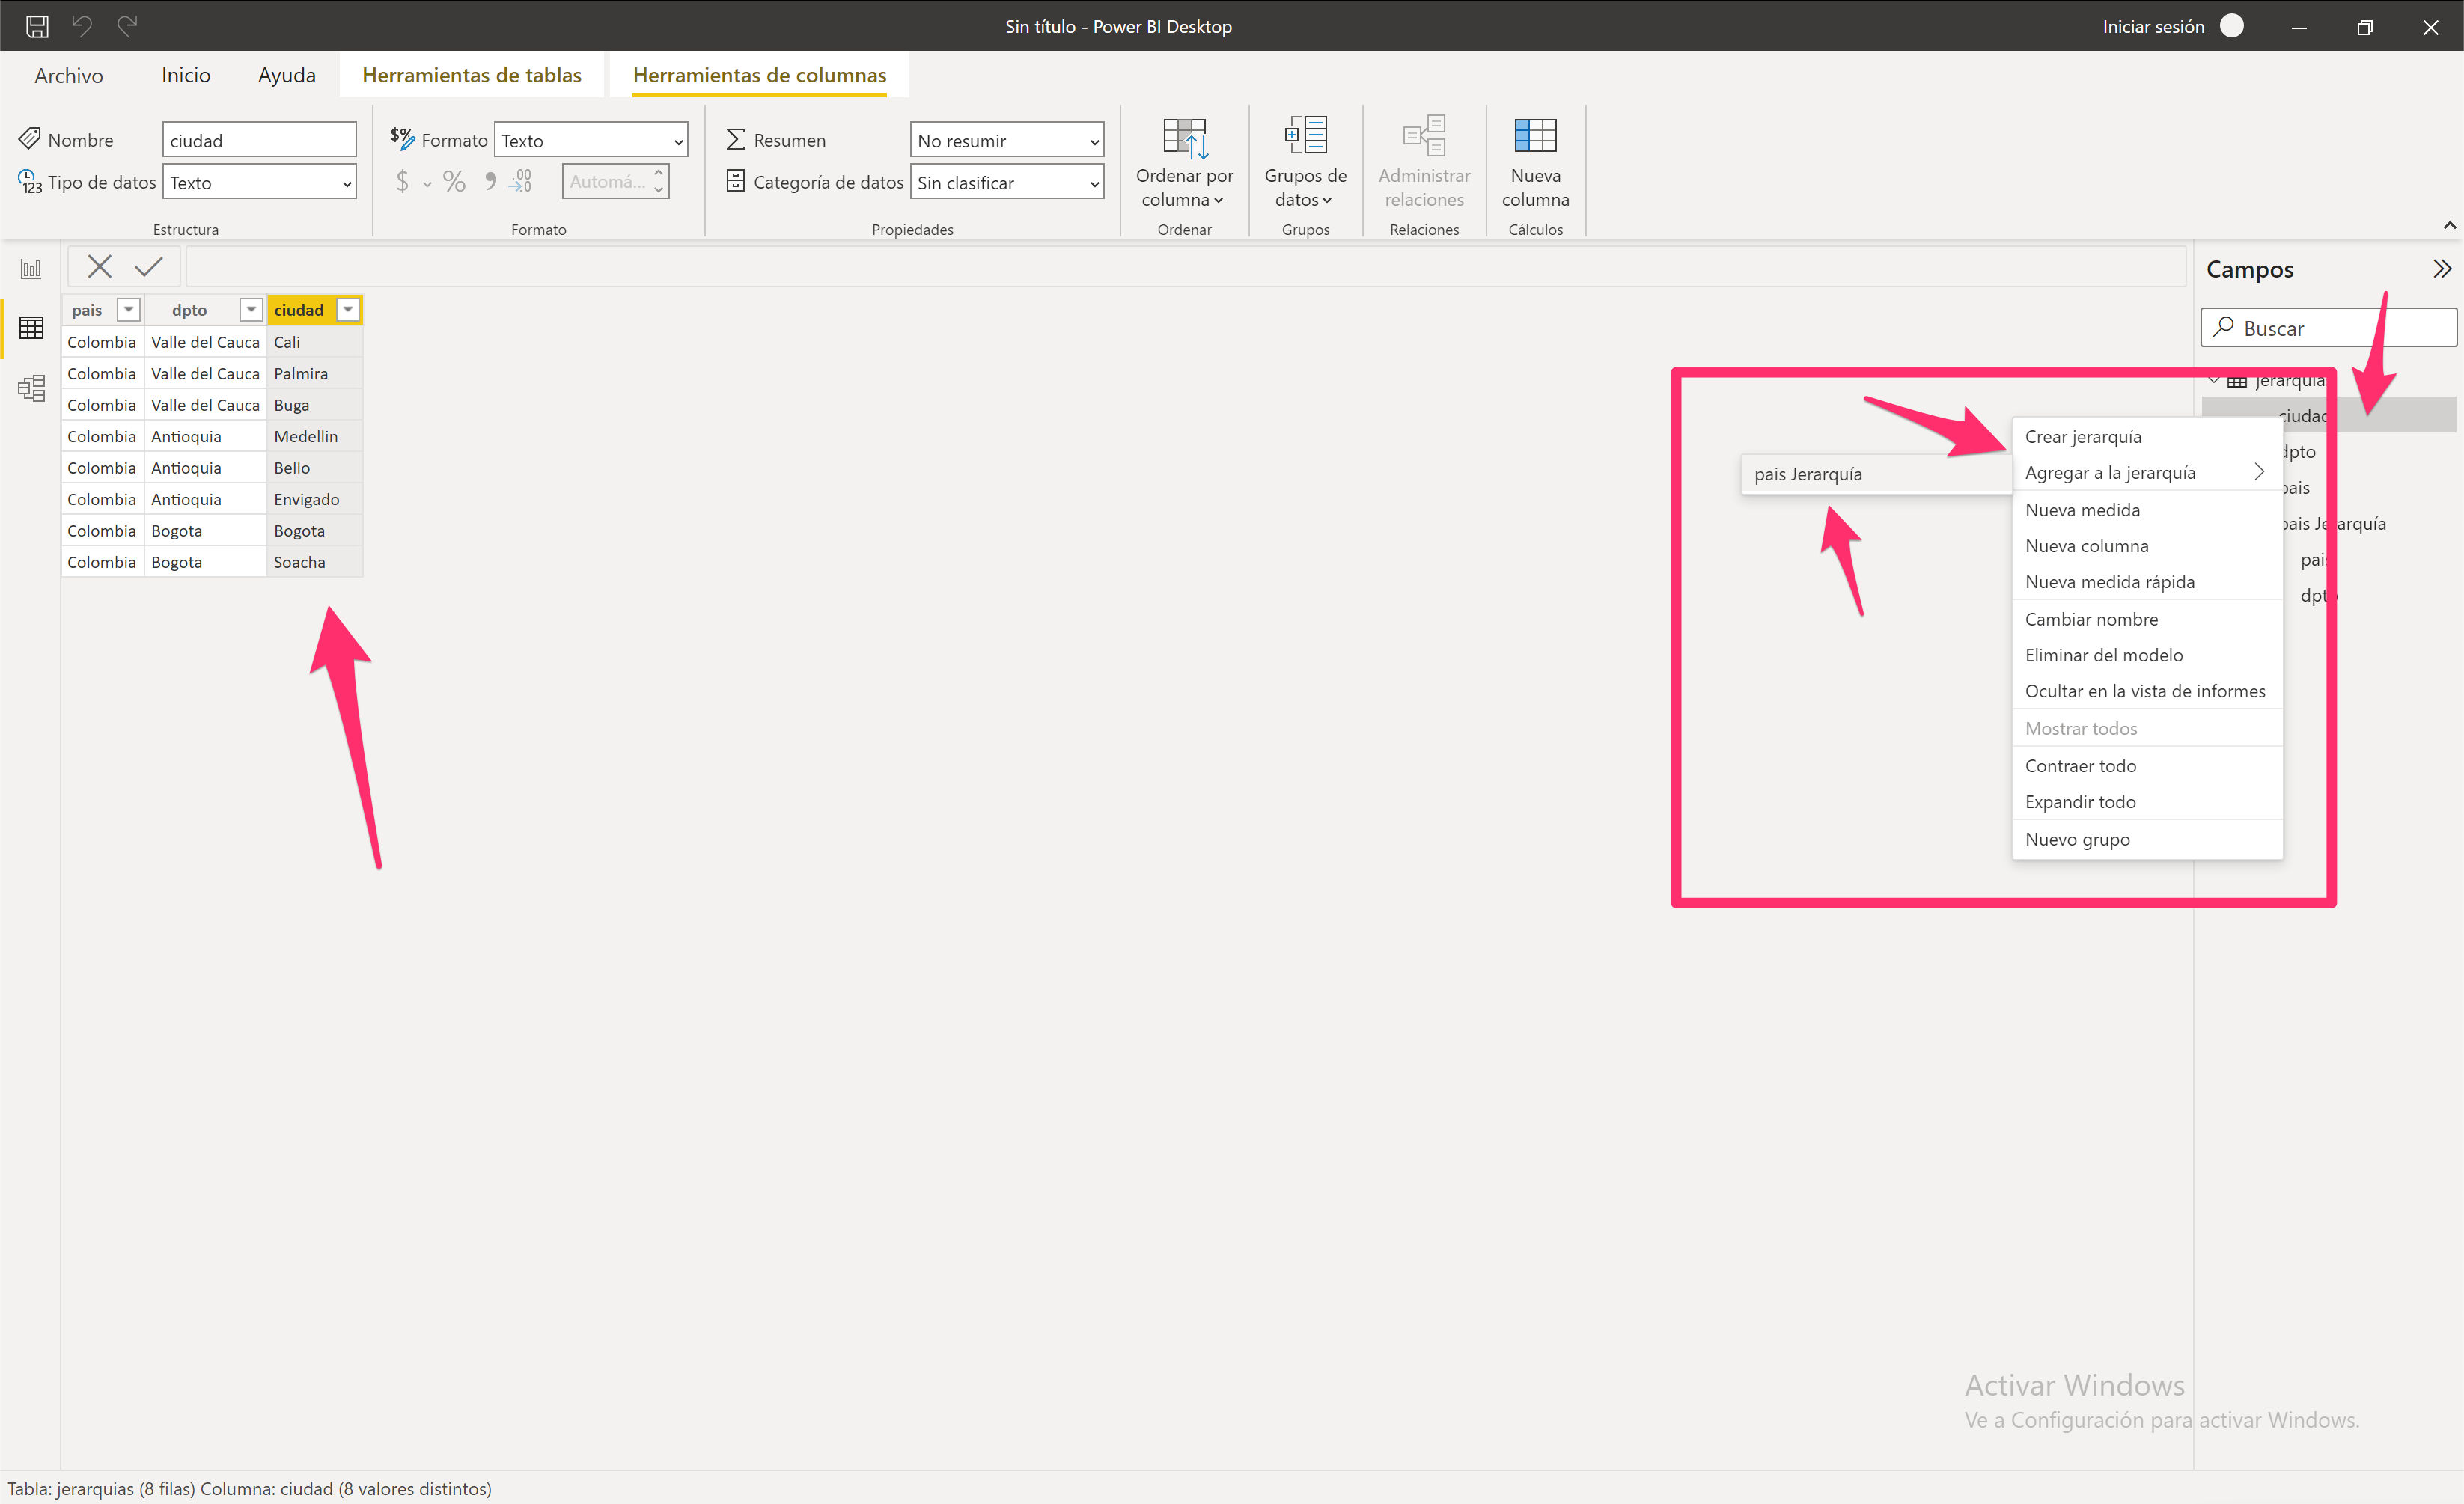 Sin título - Power BI Desktop
Iniciar sesión
Archivo
Inicio
Ayuda
Herramientas de tablas
Herramientas de columnas
Nombre
ciudad
Tipo de datos
Texto
Estructura
Formato
Texto
$ % 9 .00 →.0
Automá...
Formato
Resumen
No resumir
Categoría de datos
Sin clasificar
Propiedades
Ordenar por
columna
Ordenar
Grupos de
datos
Grupos
Administrar
relaciones
Relaciones
Nueva
columna
Cálculos
pais dpto ciudad
Colombia Valle del Cauca Cali
Colombia Valle del Cauca Palmira
Colombia Valle del Cauca Buga
Colombia Antioquia Medellin
Colombia Antioquia Bello
Colombia Antioquia Envigado
Colombia Bogota Bogota
Colombia Bogota Soacha
pais Jerarquía
Crear jerarquía
Agregar a la jerarquía
Nueva medida
Nueva columna
Nueva medida rápida
Cambiar nombre
Eliminar del modelo
Ocultar en la vista de informes
Mostrar todos
Contraer todo
Expandir todo
Nuevo grupo
Campos
Buscar
ciudad
dpto
pais
pais Jerarquía
pais
dpto
Activar Windows
Ve a Configuración para activar Windows.
Tabla: jerarquias (8 filas) Columna: ciudad (8 valores distintos)